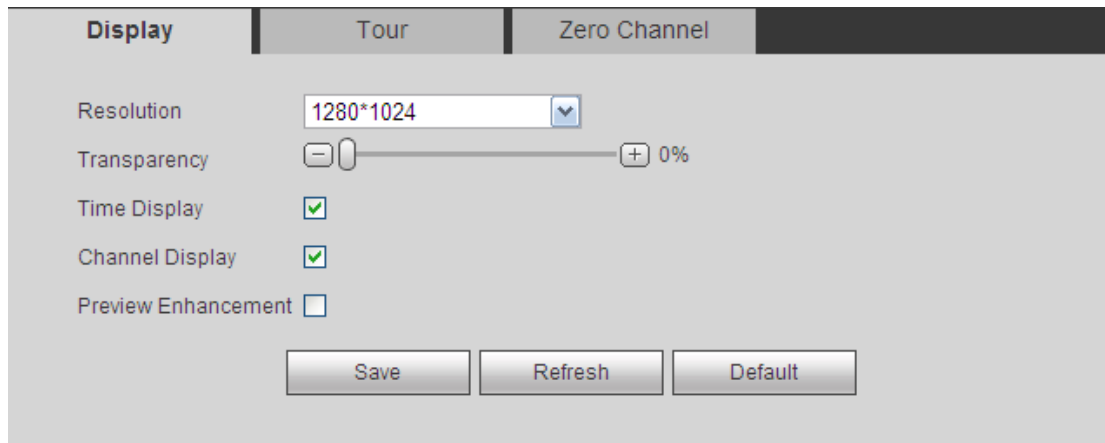 Display Tour Zero Channel
Resolution 1280*1024
Transparency 0%
Time Display
Channel Display
Preview Enhancement
Save Refresh Default